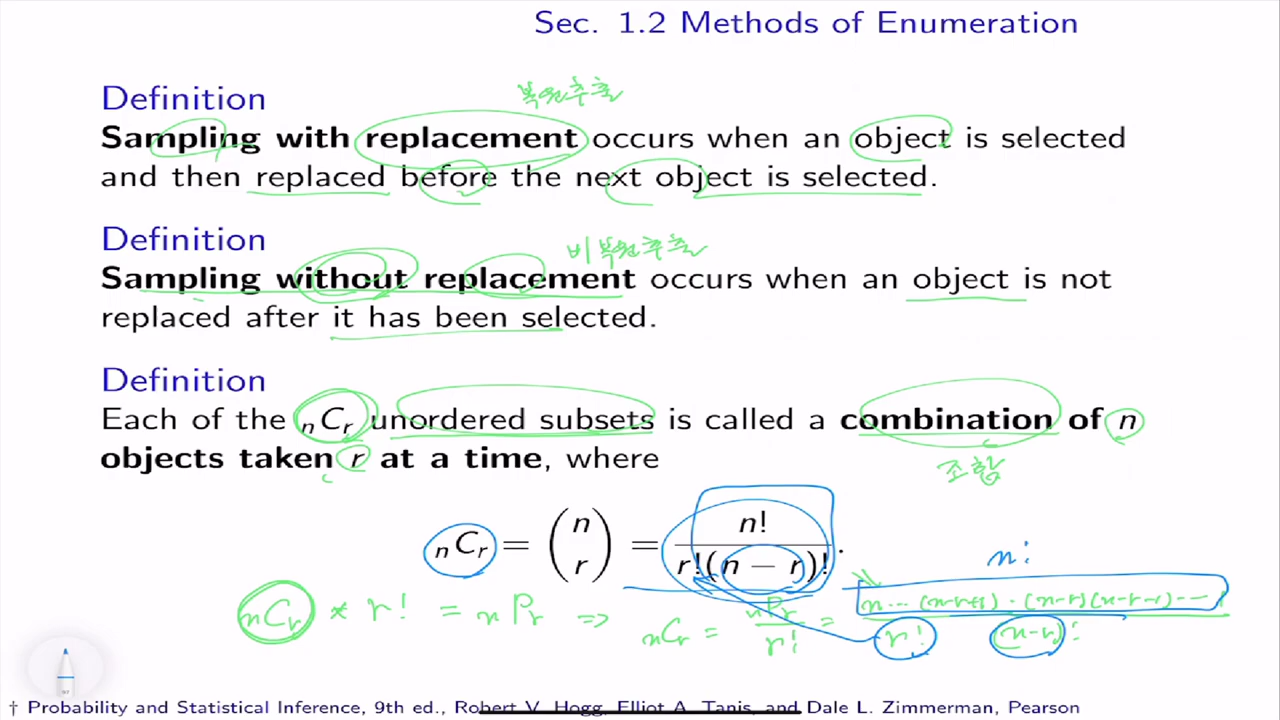 Sec. 1.2 Methods of Enumeration
Definition
복원추출
Sampling with replacement occurs when an object is selected
and then replaced before the next object is selected.
Definition
비복원추출
Sampling without replacement occurs when an object is not
replaced after it has been selected.
Definition
Each of the nCr unordered subsets is called a combination of n
objects taken r at a time, where
조합
nCr = (n r) = n! / r!(n − r)!.
n!
nCr * r! = nPr ⇒ nCr = nPr / r! = n⋯(n-r+1)·(n-r)(n-r-1)⋯1 / r! (n-r)!
† Probability and Statistical Inference, 9th ed., Robert V. Hogg, Elliot A. Tanis, and Dale L. Zimmerman, Pearson